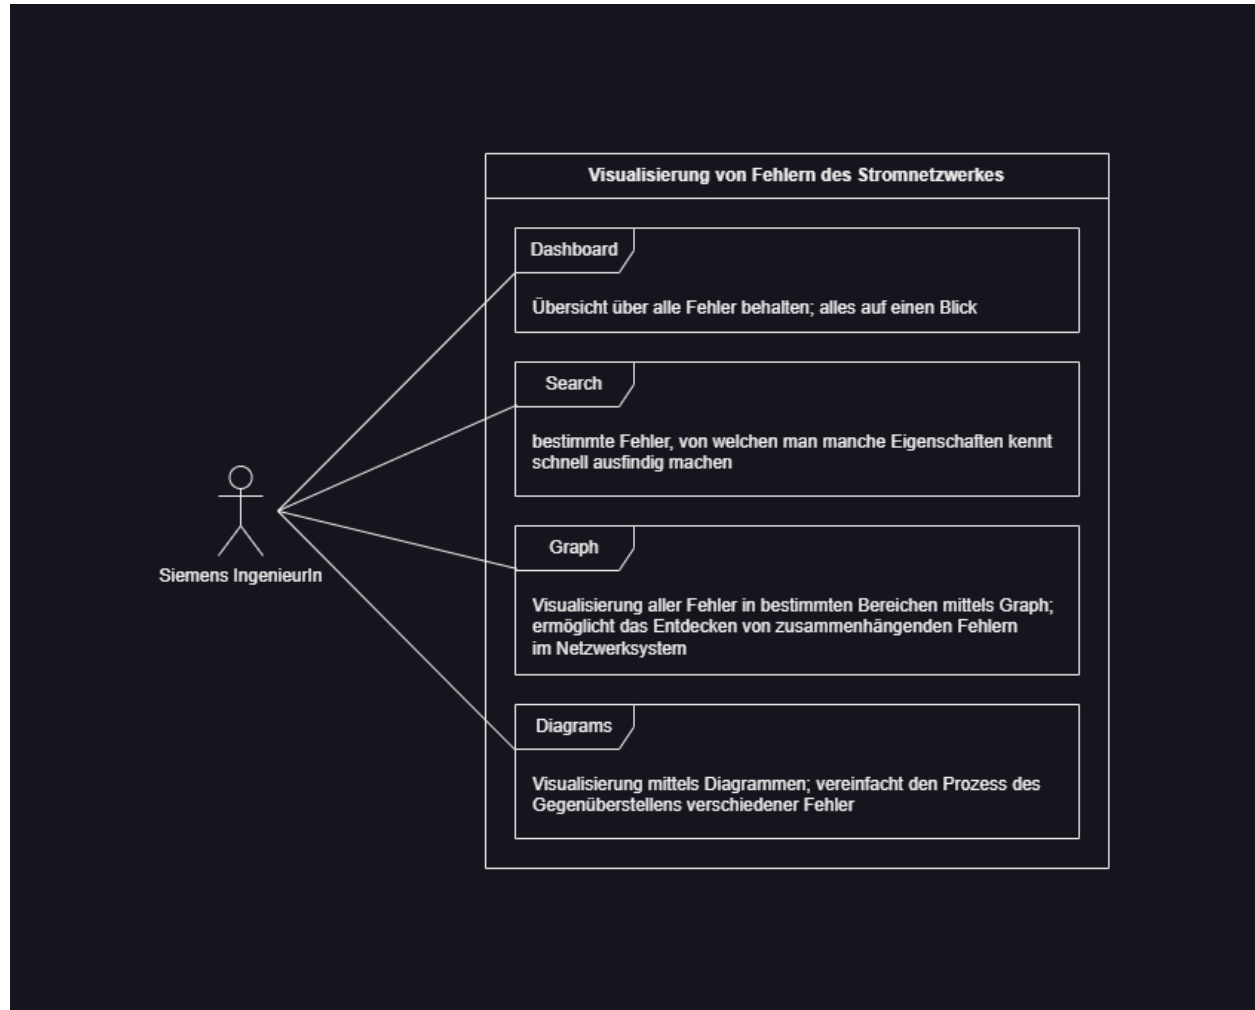 Visualisierung von Fehlern des Stromnetzwerkes
Dashboard
Übersicht über alle Fehler behalten; alles auf einen Blick
Search
bestimmte Fehler, von welchen man manche Eigenschaften kennt
schnell ausfindig machen
Siemens IngenieurIn
Graph
Visualisierung aller Fehler in bestimmten Bereichen mittels Graph;
ermöglicht das Entdecken von zusammenhängenden Fehlern
im Netzwerksystem
Diagrams
Visualisierung mittels Diagrammen; vereinfacht den Prozess des
Gegenüberstellens verschiedener Fehler